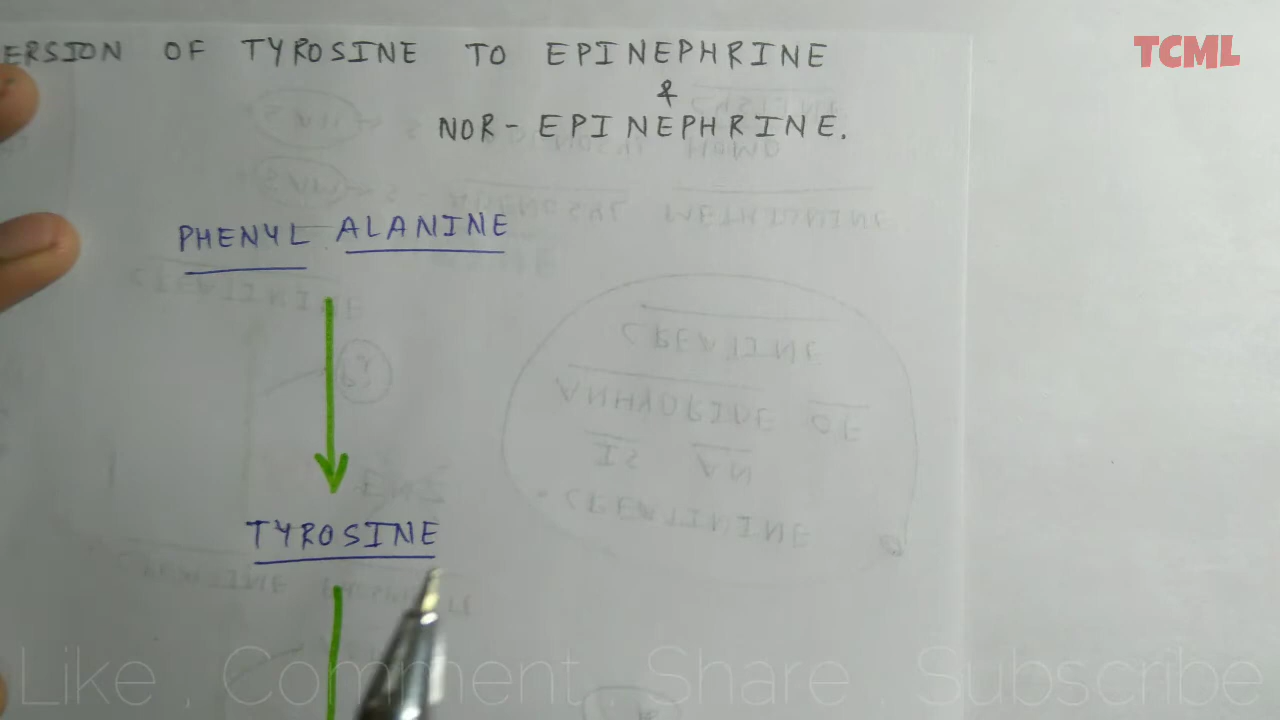 ERSION OF TYROSINE TO EPINEPHRINE
&
NOR-EPINEPHRINE.
TCML
PHENYL ALANINE
TYROSINE
Like , Comment , Share , Subscribe